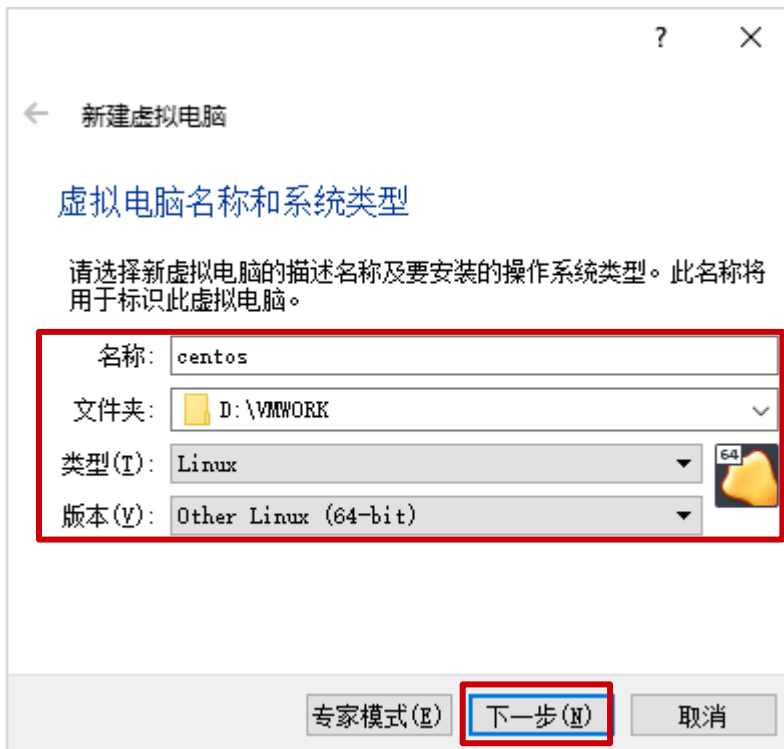 ?
新建虚拟电脑
虚拟电脑名称和系统类型
请选择新虚拟电脑的描述名称及要安装的操作系统类型。此名称将
用于标识此虚拟电脑。
名称: centos
文件夹: D:\VMWORK
类型(T): Linux
64
版本(V): Other Linux (64-bit)
专家模式(E) 下一步(N) 取消